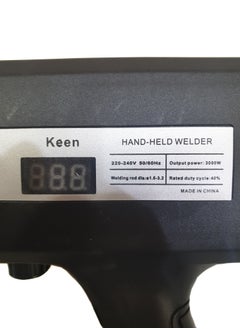 Keen
HAND-HELD WELDER
220-240V 50/60Hz
Output power: 3000W
Welding rod dia:ø1.6-3.2
Rated duty cycle: 60%
MADE IN CHINA